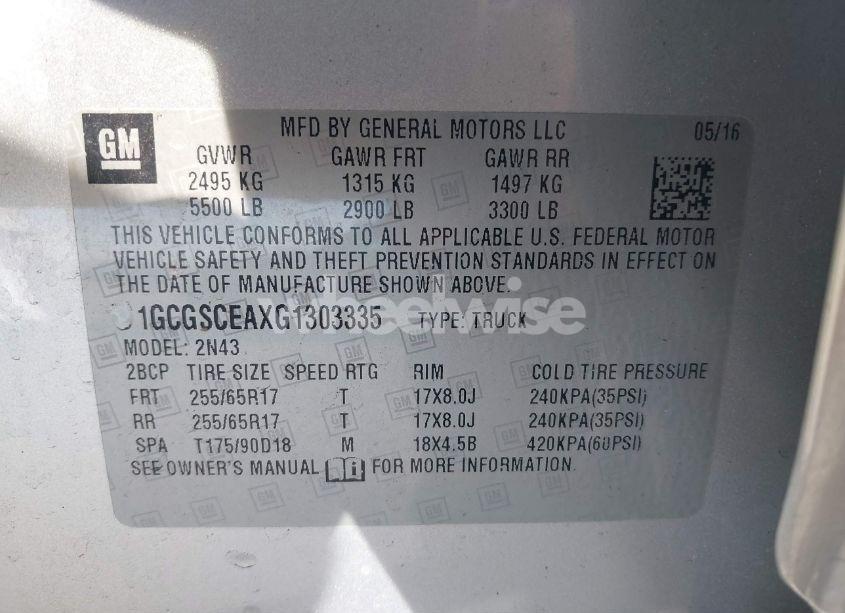 GM
MFD BY GENERAL MOTORS LLC 05/16
GVWR GAWR FRT GAWR RR
2495 KG 1315 KG 1497 KG
5500 LB 2900 LB 3300 LB
THIS VEHICLE CONFORMS TO ALL APPLICABLE U.S. FEDERAL MOTOR
VEHICLE SAFETY AND THEFT PREVENTION STANDARDS IN EFFECT ON
THE DATE OF MANUFACTURE SHOWN ABOVE.
wheelwise
1GCGSCEAXG1303335 TYPE: TRUCK
MODEL: 2N43
2BCP TIRE SIZE SPEED RTG RIM COLD TIRE PRESSURE
FRT 255/65R17 T 17X8.0J 240KPA(35PSI)
RR 255/65R17 T 17X8.0J 240KPA(35PSI)
SPA T175/90D18 M 18X4.5B 420KPA(60PSI)
SEE OWNER'S MANUAL FOR MORE INFORMATION.